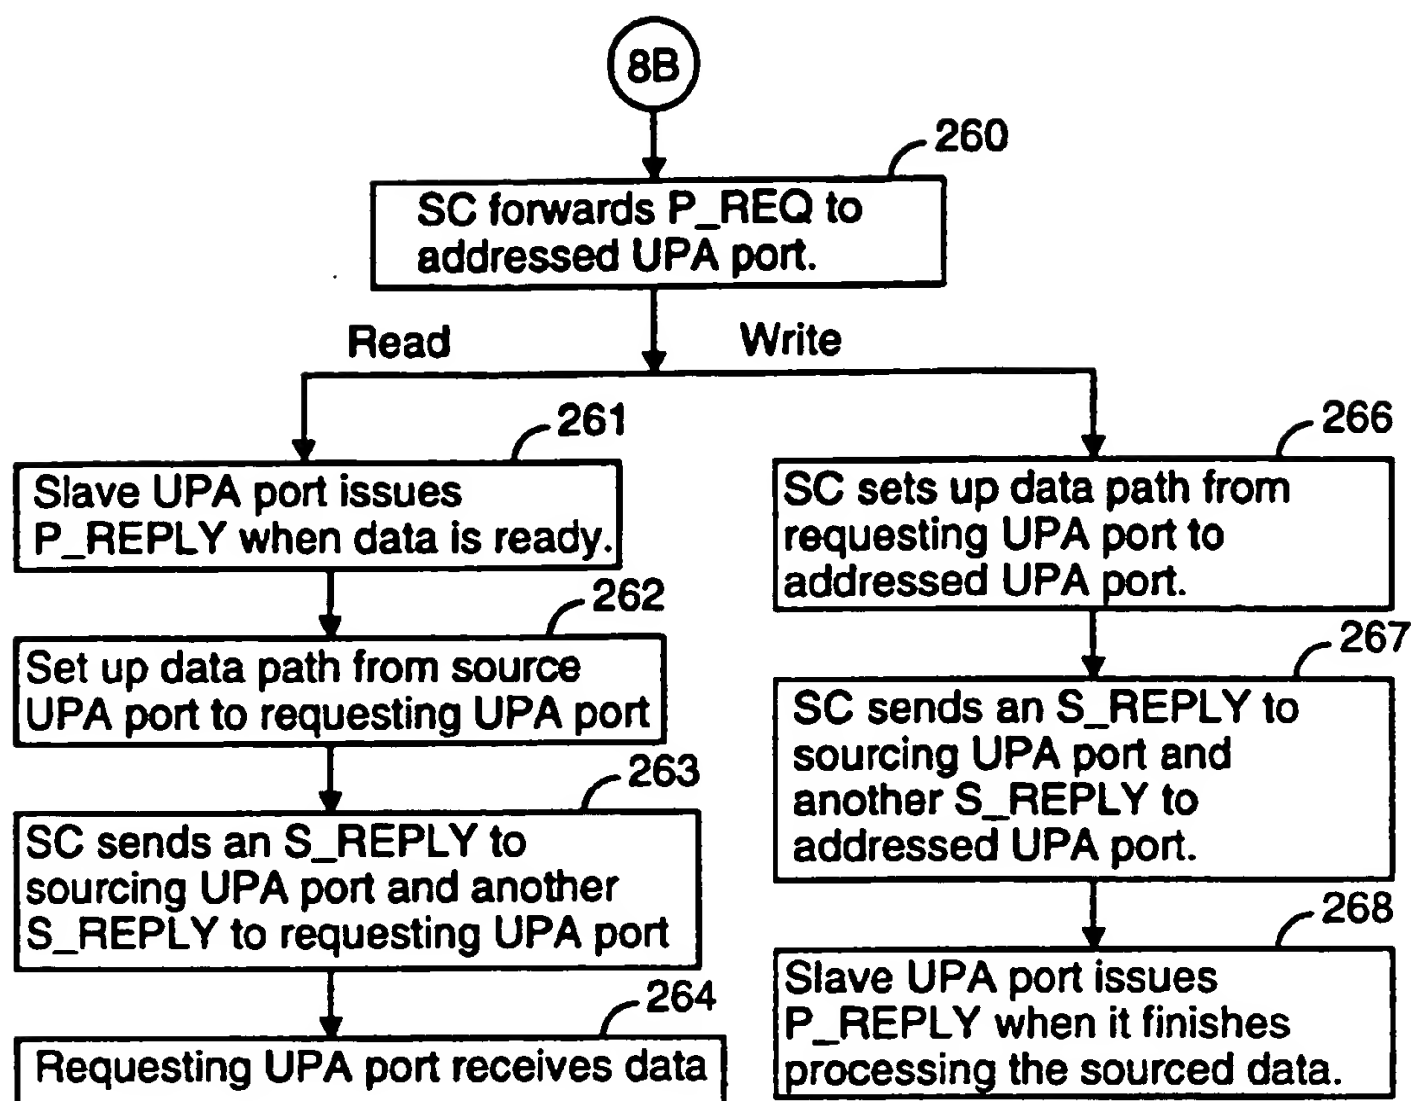 8B
260
SC forwards P_REQ to
addressed UPA port.
Read
Write
261
Slave UPA port issues
P_REPLY when data is ready.
262
Set up data path from source
UPA port to requesting UPA port
263
SC sends an S_REPLY to
sourcing UPA port and another
S_REPLY to requesting UPA port
264
Requesting UPA port receives data
266
SC sets up data path from
requesting UPA port to
addressed UPA port.
267
SC sends an S_REPLY to
sourcing UPA port and
another S_REPLY to
addressed UPA port.
268
Slave UPA port issues
P_REPLY when it finishes
processing the sourced data.